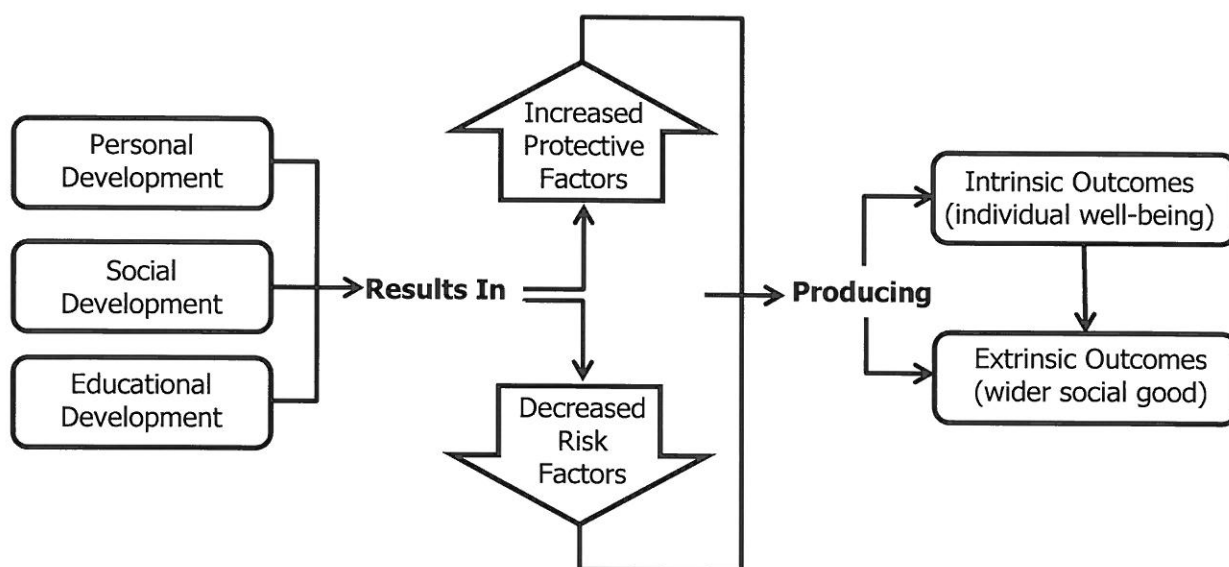 Personal
Development
Social
Development
Educational
Development
Results In
Increased
Protective
Factors
Decreased
Risk
Factors
Producing
Intrinsic Outcomes
(individual well-being)
Extrinsic Outcomes
(wider social good)